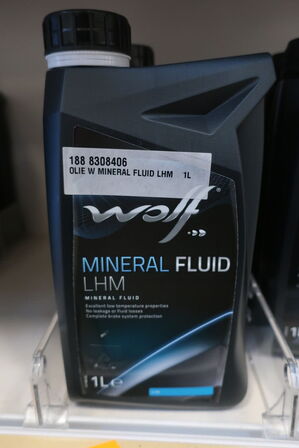 188 8308406
OLIE W MINERAL FLUID LHM 1L
wolf
MINERAL FLUID
LHM
MINERAL FLUID
Excellent low temperature properties
No leakage or fluid losses
Complete brake system protection
1L e